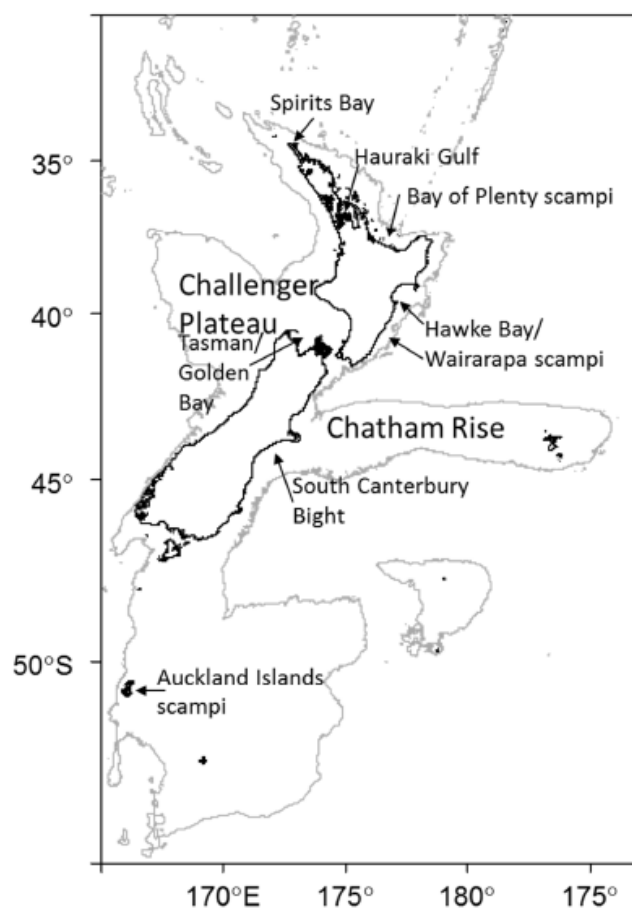 Spirits Bay
35°
Hauraki Gulf
Bay of Plenty scampi
Challenger
Plateau
40°
Tasman/
Golden
Bay
Hawke Bay/
Wairarapa scampi
Chatham Rise
45°
South Canterbury
Bight
50°S
Auckland Islands
scampi
170°E
175°
180°
175°